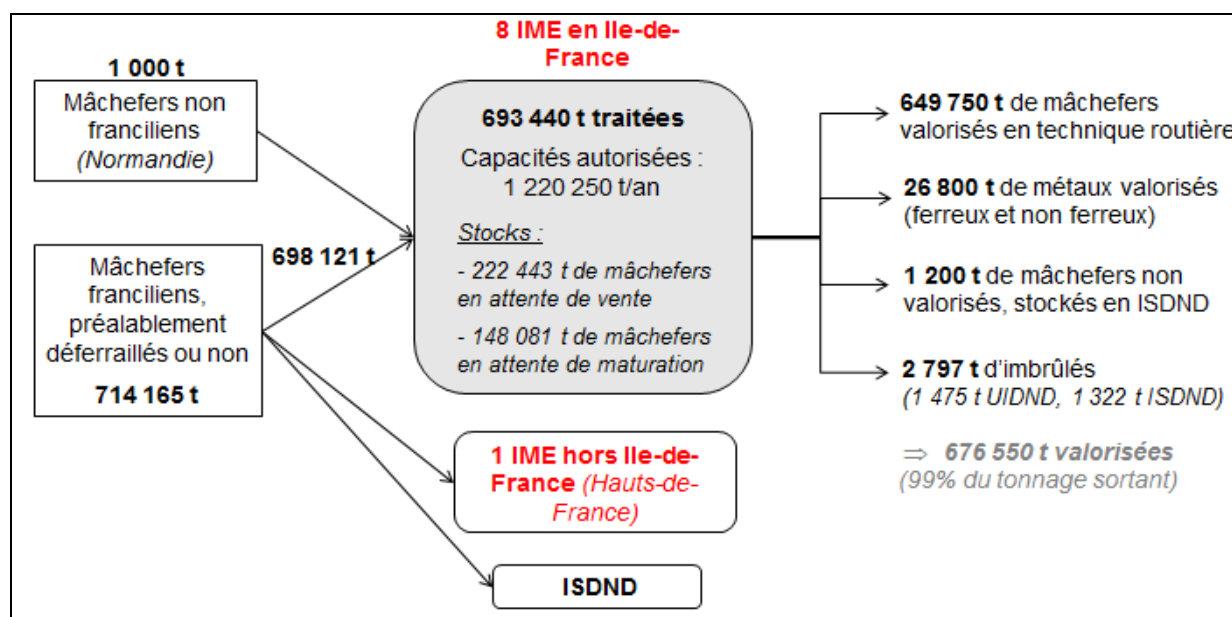 8 IME en Ile-de-
France
1 000 t
Mâchefers non
franciliens
(Normandie)
698 121 t
Mâchefers
franciliens,
préalablement
déferraillés ou non
714 165 t
693 440 t traitées
Capacités autorisées :
1 220 250 t/an
Stocks :
- 222 443 t de mâchefers
en attente de vente
- 148 081 t de mâchefers
en attente de maturation
1 IME hors Ile-de-
France (Hauts-de-
France)
ISDND
649 750 t de mâchefers
valorisés en technique routière
26 800 t de métaux valorisés
(ferreux et non ferreux)
1 200 t de mâchefers non
valorisés, stockés en ISDND
2 797 t d'imbrûlés
(1 475 t UIDND, 1 322 t ISDND)
⇒ 676 550 t valorisées
(99% du tonnage sortant)